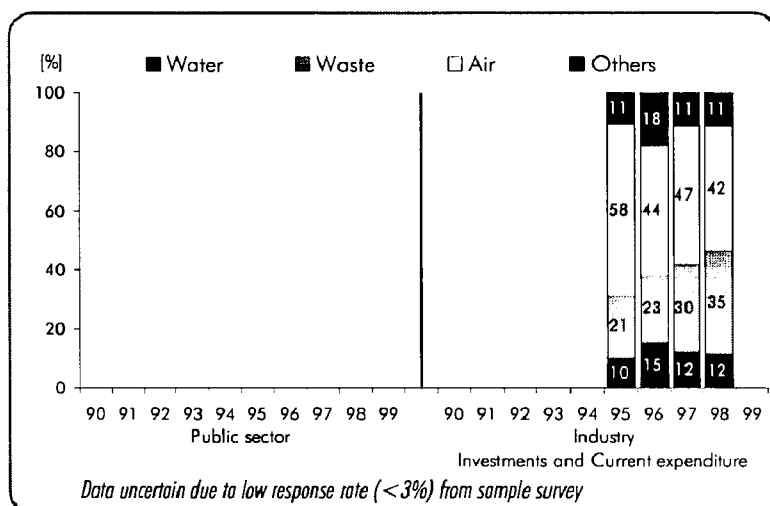 [%] Water Waste Air Others
100
80
60
40
20
0
11 18 11 11
58 44 47 42
21 23 30 35
10 15 12 12
90 91 92 93 94 95 96 97 98 99 90 91 92 93 94 95 96 97 98 99
Public sector Industry
Investments and Current expenditure
Data uncertain due to low response rate (<3%) from sample survey